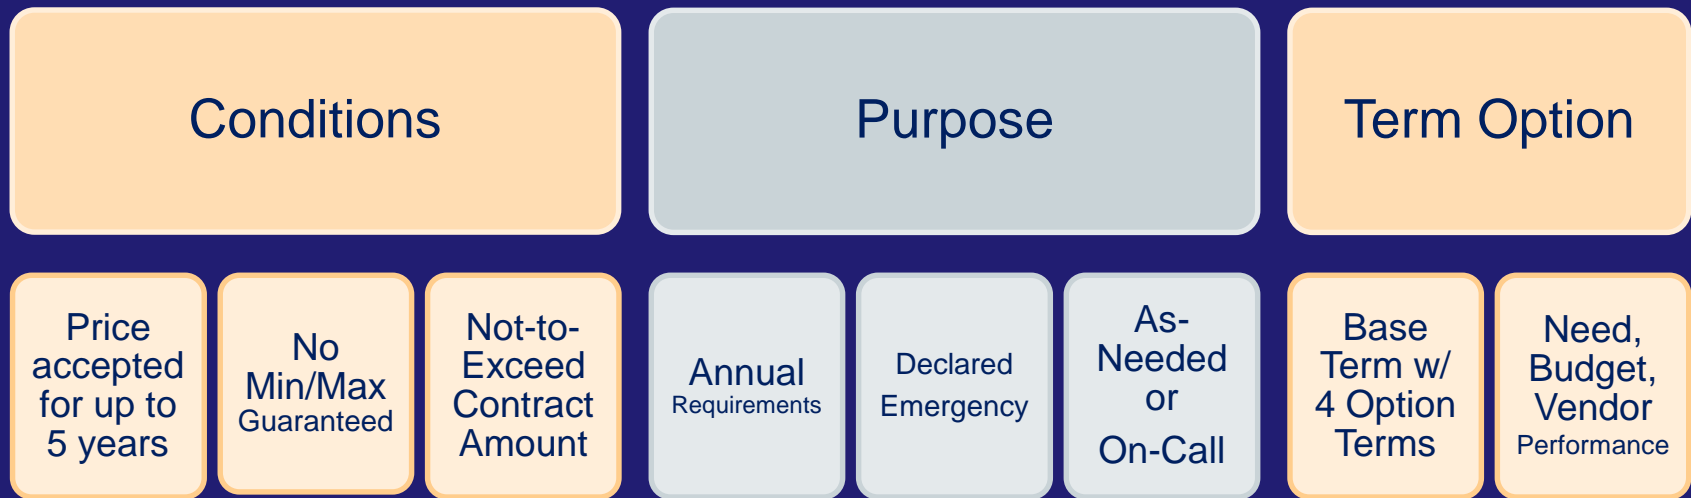 Conditions
Purpose
Term Option
Price
accepted
for up to
5 years
No
Min/Max
Guaranteed
Not-to-
Exceed
Contract
Amount
Annual
Requirements
Declared
Emergency
As-
Needed
or
On-Call
Base
Term w/
4 Option
Terms
Need,
Budget,
Vendor
Performance